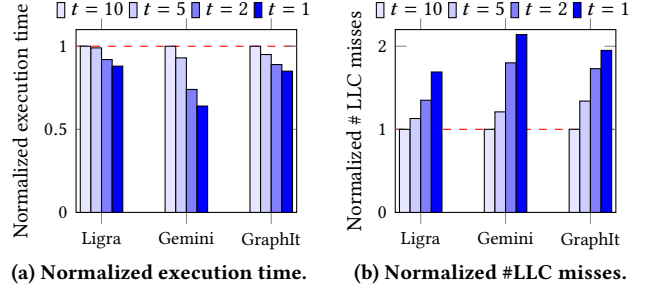 t = 10 t = 5 t = 2 t = 1
Normalized execution time
1
0.5
0
Ligra Gemini GraphIt
(a) Normalized execution time.
t = 10 t = 5 t = 2 t = 1
Normalized # LLC misses
2
1
0
Ligra Gemini GraphIt
(b) Normalized #LLC misses.